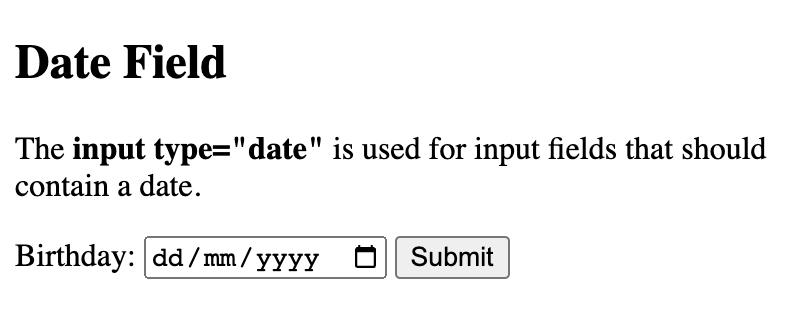 Date Field
The input type="date" is used for input fields that should
contain a date.
Birthday: dd/mm/yyyy Submit